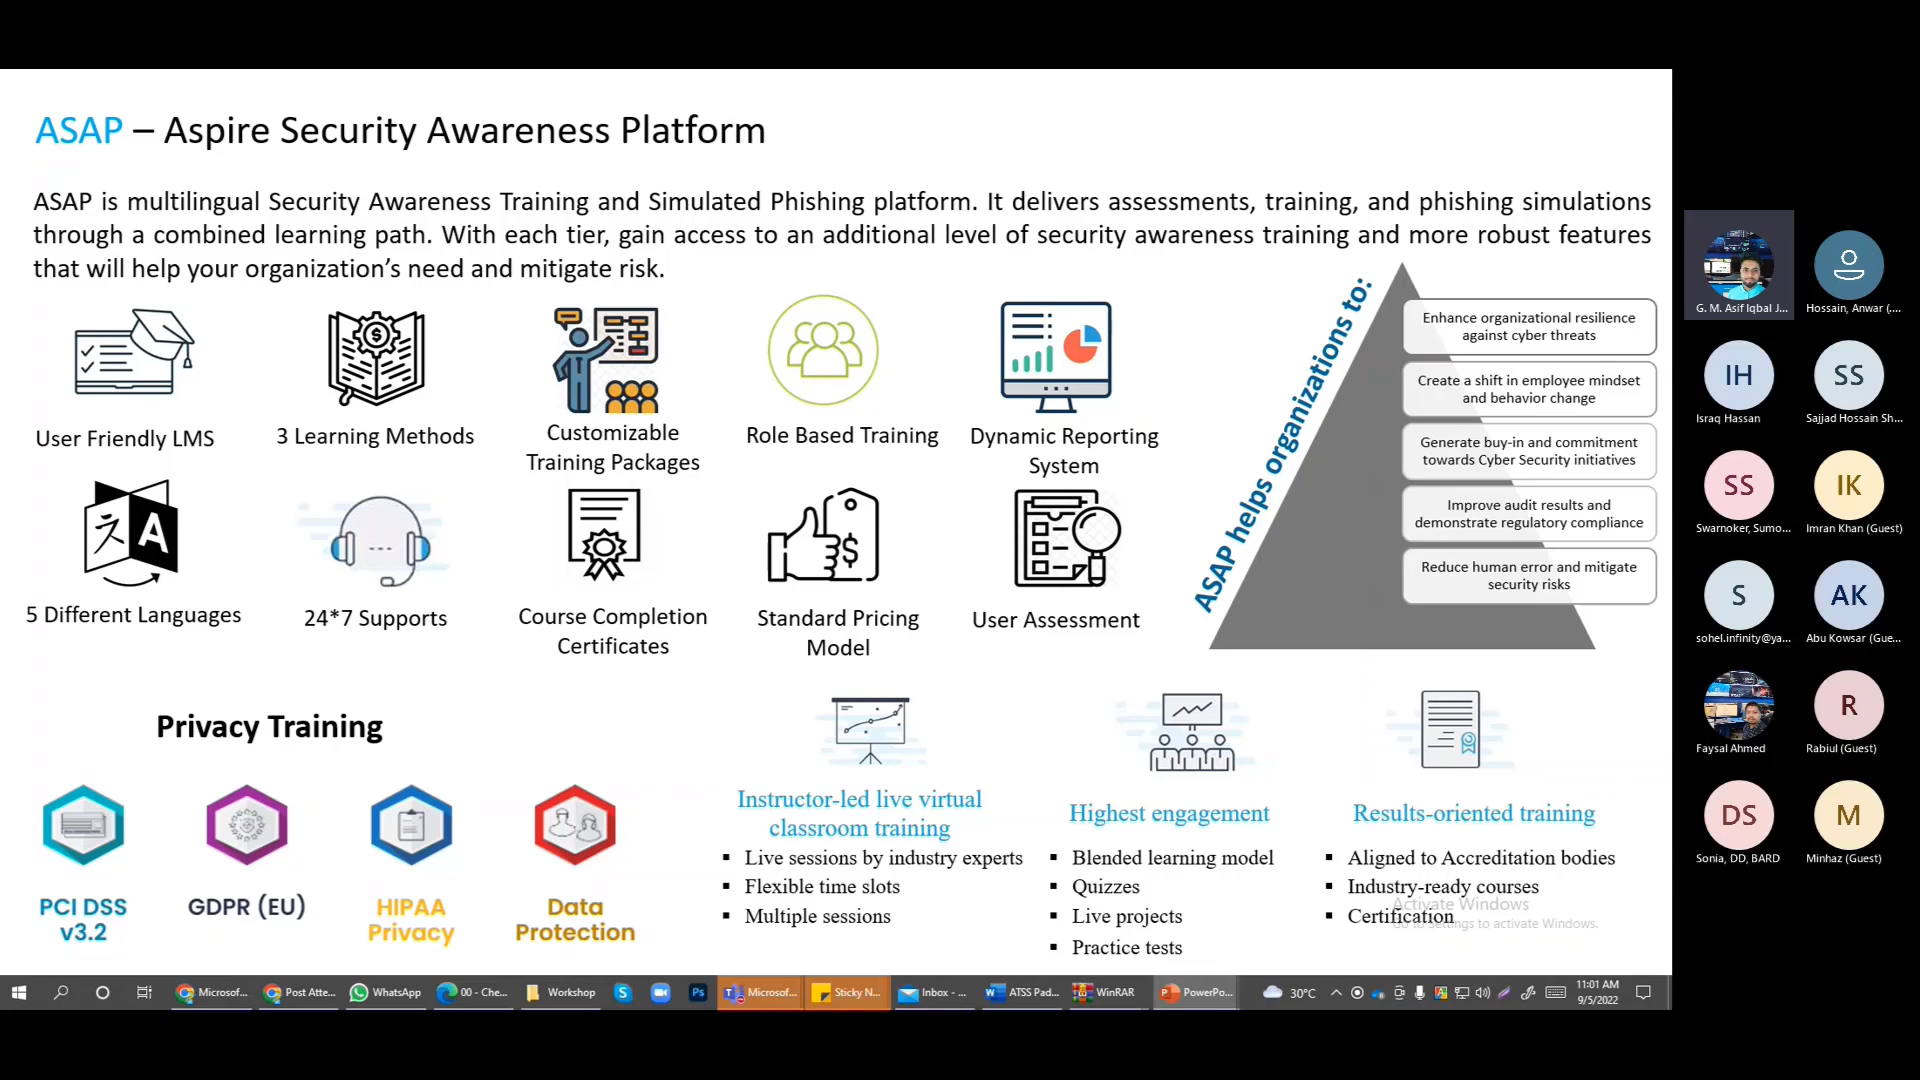 ASAP – Aspire Security Awareness Platform
ASAP is multilingual Security Awareness Training and Simulated Phishing platform. It delivers assessments, training, and phishing simulations
through a combined learning path. With each tier, gain access to an additional level of security awareness training and more robust features
that will help your organization’s need and mitigate risk.
User Friendly LMS
3 Learning Methods
Customizable
Training Packages
Role Based Training
Dynamic Reporting
System
5 Different Languages
24*7 Supports
Course Completion
Certificates
Standard Pricing
Model
User Assessment
ASAP helps organizations to:
Enhance organizational resilience
against cyber threats
Create a shift in employee mindset
and behavior change
Generate buy-in and commitment
towards Cyber Security initiatives
Improve audit results and
demonstrate regulatory compliance
Reduce human error and mitigate
security risks
Privacy Training
PCI DSS
v3.2
GDPR (EU)
HIPAA
Privacy
Data
Protection
Instructor-led live virtual
classroom training
▪ Live sessions by industry experts
▪ Flexible time slots
▪ Multiple sessions
Highest engagement
▪ Blended learning model
▪ Quizzes
▪ Live projects
▪ Practice tests
Results-oriented training
▪ Aligned to Accreditation bodies
▪ Industry-ready courses
▪ Certification
Activate Windows
Go to Settings to activate Windows.
G. M. Asif Iqbal J...
Hossain, Anwar (....
IH
Israq Hassan
SS
Sajjad Hossain Sh...
SS
Swarnoker, Sumo...
IK
Imran Khan (Guest)
S
sohel.infinity@ya...
AK
Abu Kowsar (Gue...
Faysal Ahmed
R
Rabiul (Guest)
DS
Sonia, DD, BARD
M
Minhaz (Guest)
Microsof...
Post Atte...
WhatsApp
00 - Che...
Workshop
Ps
Microsof...
Sticky N...
Inbox - ...
ATSS Pad...
WinRAR
PowerPo...
30°C
11:01 AM
9/5/2022